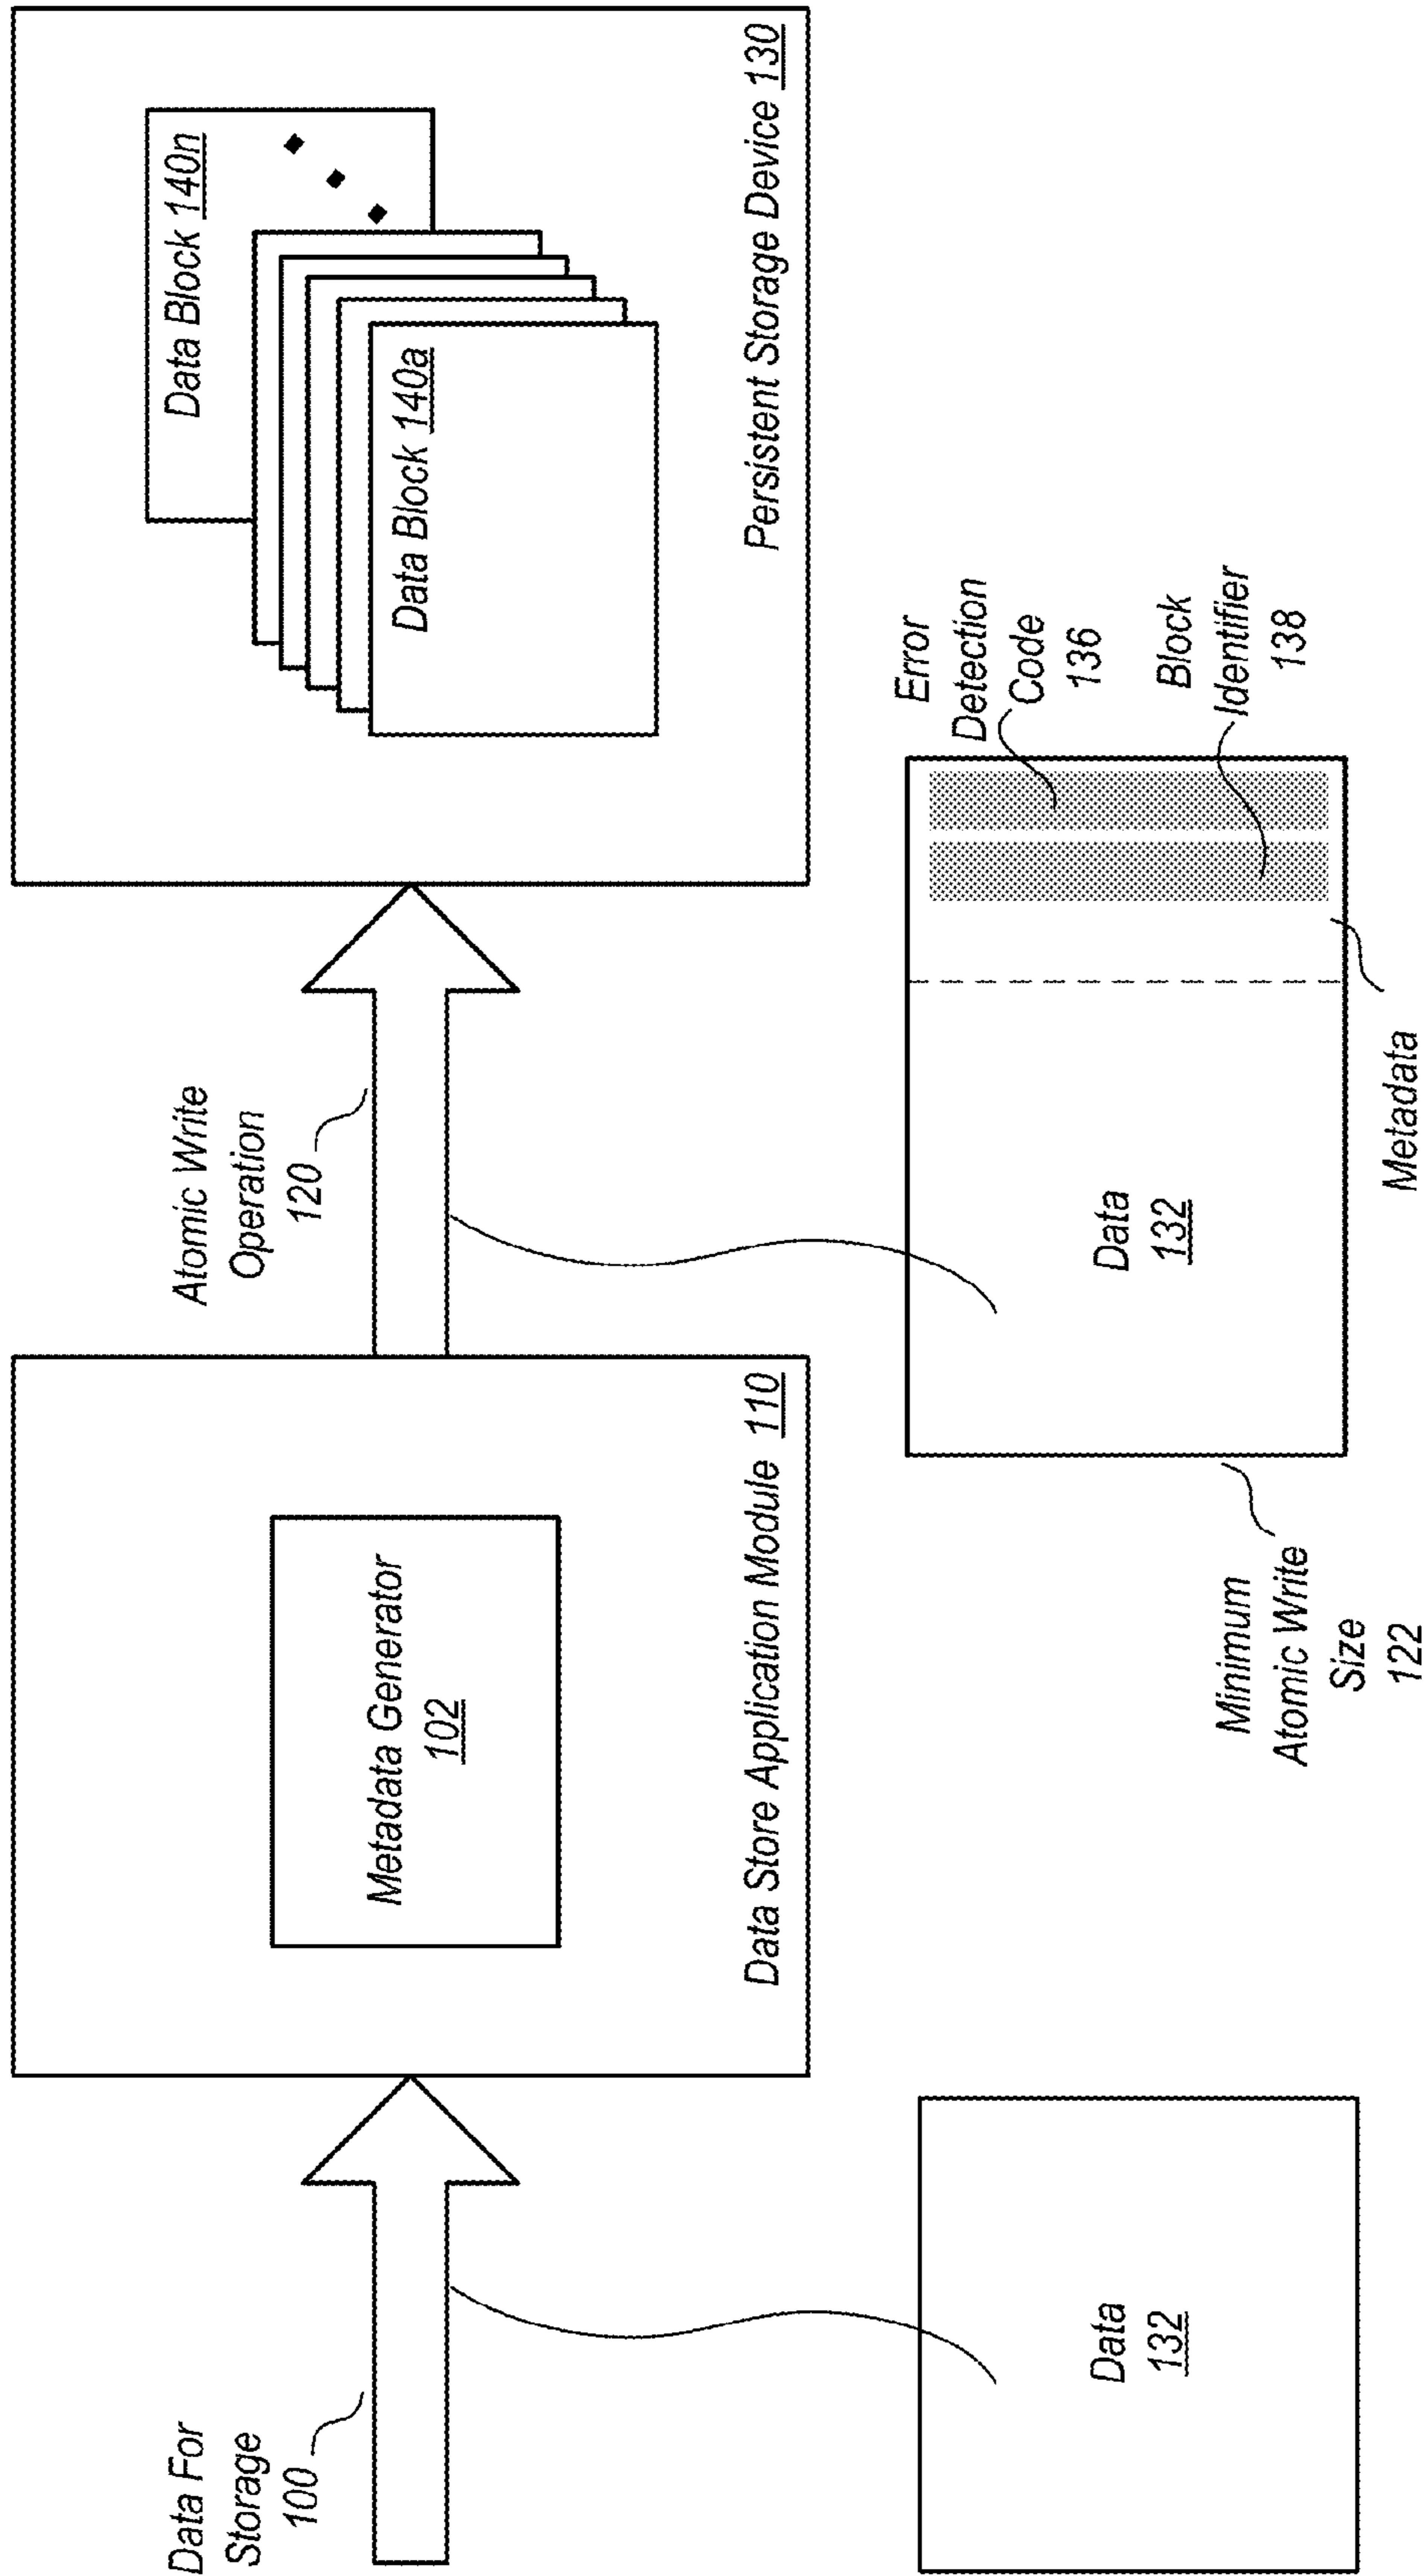 Data For
Storage
100
Metadata Generator
102
Data Store Application Module 110
Atomic Write
Operation
120
Data Block 140n
Data Block 140a
Persistent Storage Device 130
Data
132
Minimum
Atomic Write
Size
122
Data
132
Metadata
Error
Detection
Code
136
Block
Identifier
138